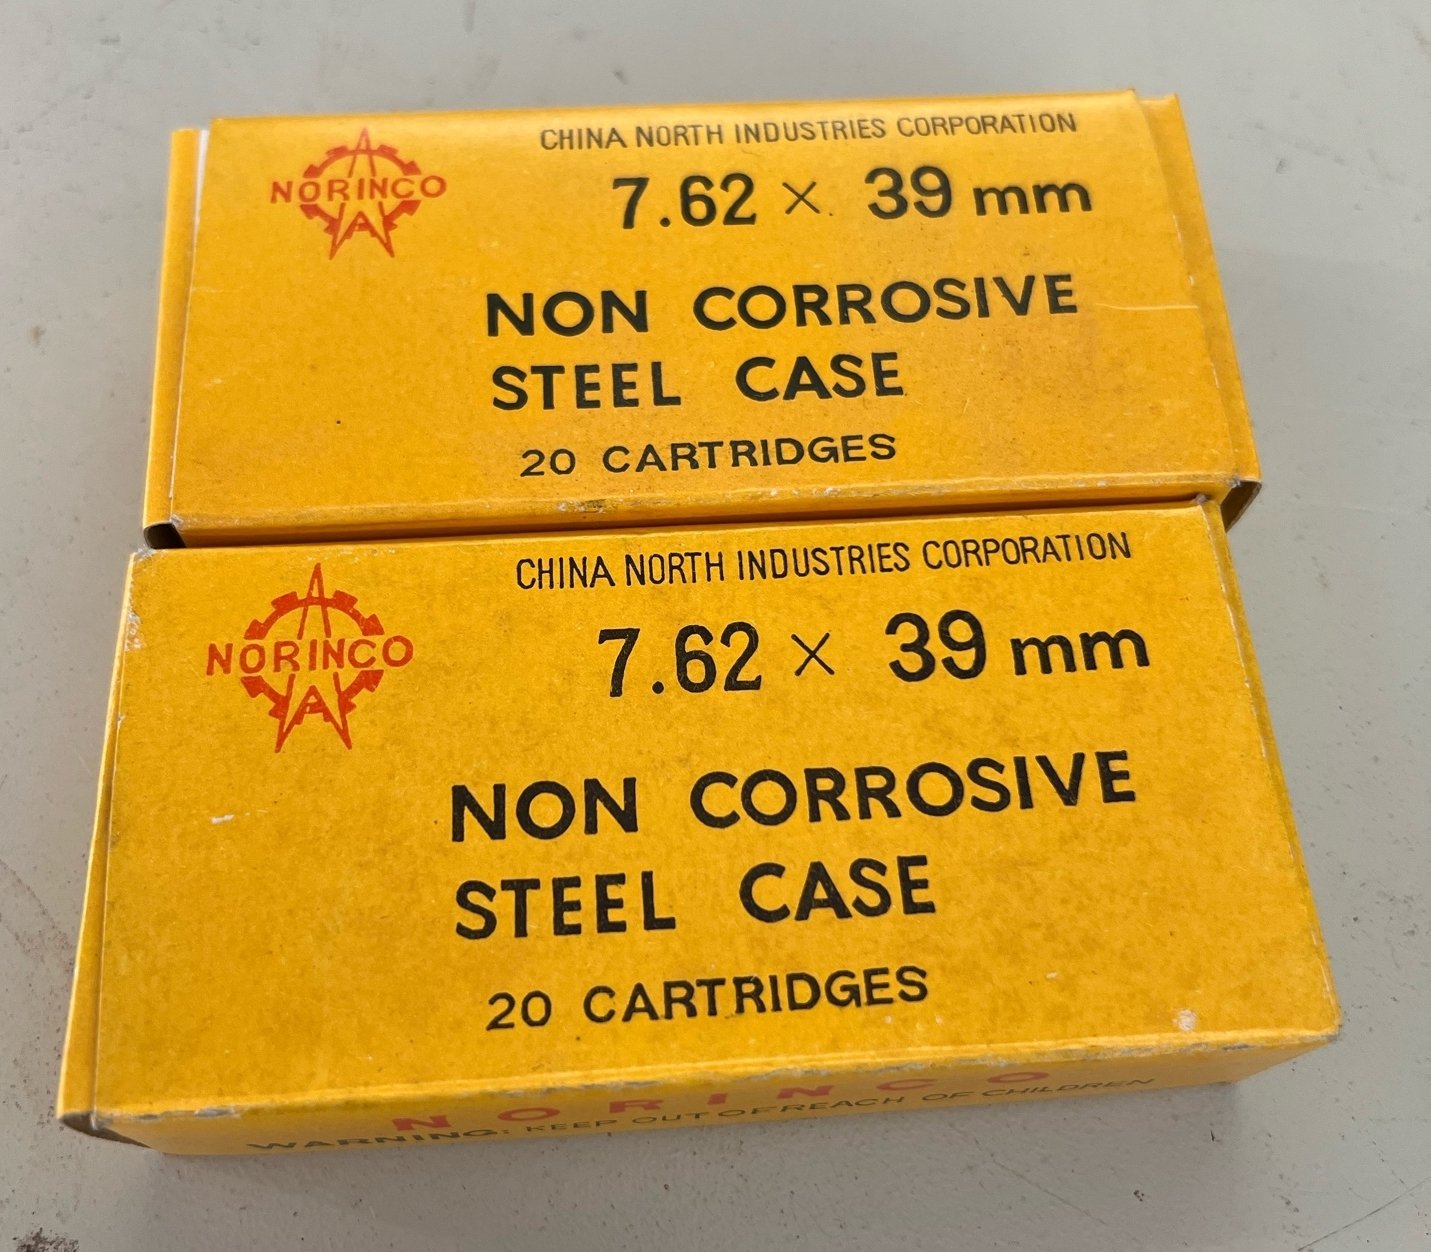 CHINA NORTH INDUSTRIES CORPORATION
NORINCO
7.62 × 39 mm
NON CORROSIVE
STEEL CASE
20 CARTRIDGES
CHINA NORTH INDUSTRIES CORPORATION
NORINCO
7.62 × 39 mm
NON CORROSIVE
STEEL CASE
20 CARTRIDGES
NORINCO
WARNING: KEEP OUT OF REACH OF CHILDREN